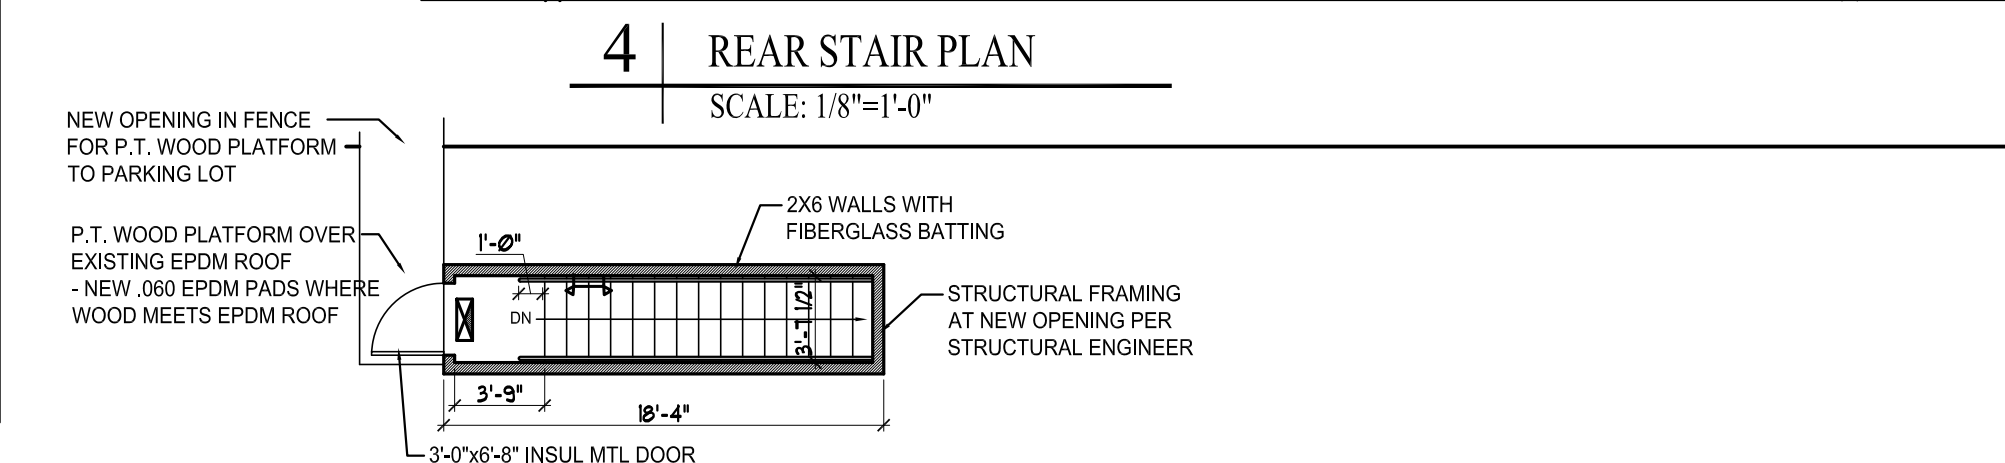 4 REAR STAIR PLAN
SCALE: 1/8"=1'-0"
NEW OPENING IN FENCE
FOR P.T. WOOD PLATFORM
TO PARKING LOT
2X6 WALLS WITH
FIBERGLASS BATTING
P.T. WOOD PLATFORM OVER
EXISTING EPDM ROOF
- NEW .060 EPDM PADS WHERE
WOOD MEETS EPDM ROOF
1'-0"
DN
3'-7 1/2"
STRUCTURAL FRAMING
AT NEW OPENING PER
STRUCTURAL ENGINEER
3'-9"
18'-4"
3'-0"x6'-8" INSUL MTL DOOR